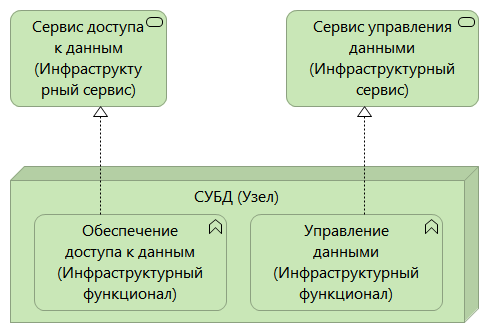 Сервис доступа
к данным
(Инфраструкту
рный сервис)
Сервис управления
данными
(Инфраструктурный
сервис)
СУБД (Узел)
Обеспечение
доступа к данным
(Инфраструктурный
функционал)
Управление
данными
(Инфраструктурный
функционал)